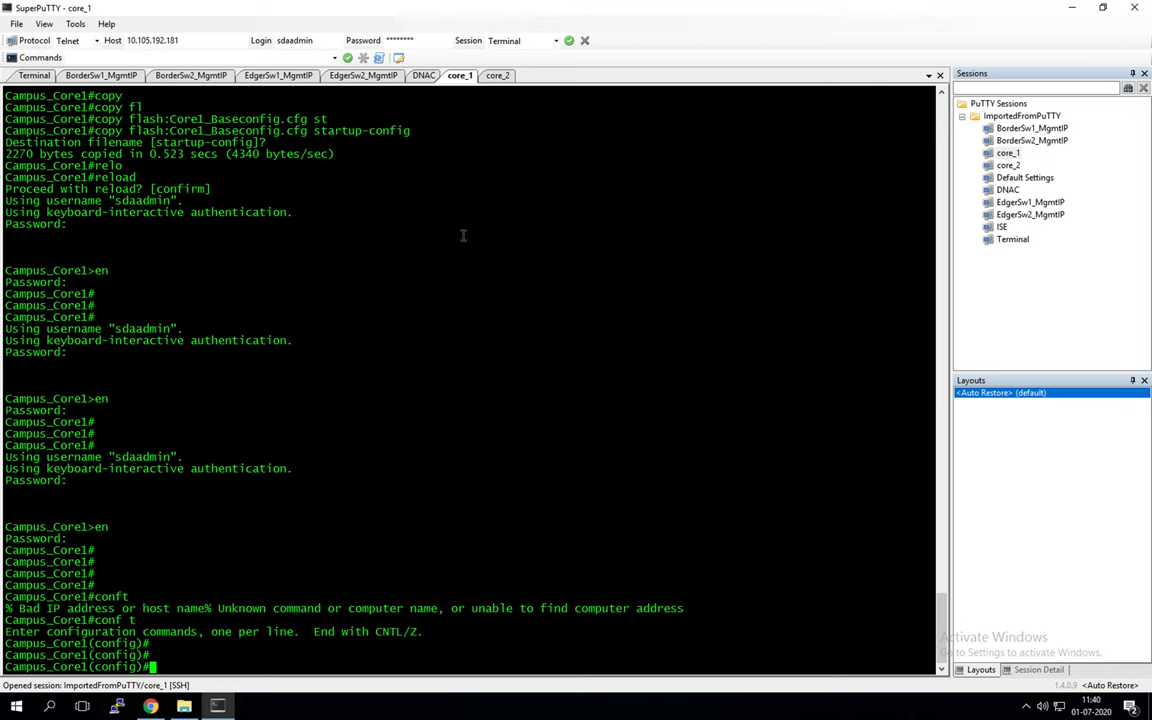 SuperPuTTY - core_1
File View Tools Help
Protocol Telnet Host 10.105.192.181 Login sdaadmin Password ******** Session Terminal
Commands
Terminal BorderSw1_MgmtIP BorderSw2_MgmtIP EdgerSw1_MgmtIP EdgerSw2_MgmtIP DNAC core_1 core_2
Campus_Core1#copy
Campus_Core1#copy fl
Campus_Core1#copy flash:Core1_Baseconfig.cfg st
Campus_Core1#copy flash:Core1_Baseconfig.cfg startup-config
Destination filename [startup-config]?
2270 bytes copied in 0.523 secs (4340 bytes/sec)
Campus_Core1#relo
Campus_Core1#reload
Proceed with reload? [confirm]
Using username "sdaadmin".
Using keyboard-interactive authentication.
Password:
Campus_Core1>en
Password:
Campus_Core1#
Campus_Core1#
Campus_Core1#
Using username "sdaadmin".
Using keyboard-interactive authentication.
Password:
Campus_Core1>en
Password:
Campus_Core1#
Campus_Core1#
Campus_Core1#
Using username "sdaadmin".
Using keyboard-interactive authentication.
Password:
Campus_Core1>en
Password:
Campus_Core1#
Campus_Core1#
Campus_Core1#
Campus_Core1#
Campus_Core1#conft
% Bad IP address or host name% Unknown command or computer name, or unable to find computer address
Campus_Core1#conf t
Enter configuration commands, one per line.  End with CNTL/Z.
Campus_Core1(config)#
Campus_Core1(config)#
Campus_Core1(config)#
Sessions
PuTTY Sessions
ImportedFromPuTTY
BorderSw1_MgmtIP
BorderSw2_MgmtIP
core_1
core_2
Default Settings
DNAC
EdgerSw1_MgmtIP
EdgerSw2_MgmtIP
ISE
Terminal
Layouts
<Auto Restore> (default)
Activate Windows
Go to Settings to activate Windows.
Layouts Session Detail
Opened session: ImportedFromPuTTY/core_1 [SSH] 1.4.0.9 <Auto Restore>
11:40
01-07-2020
2